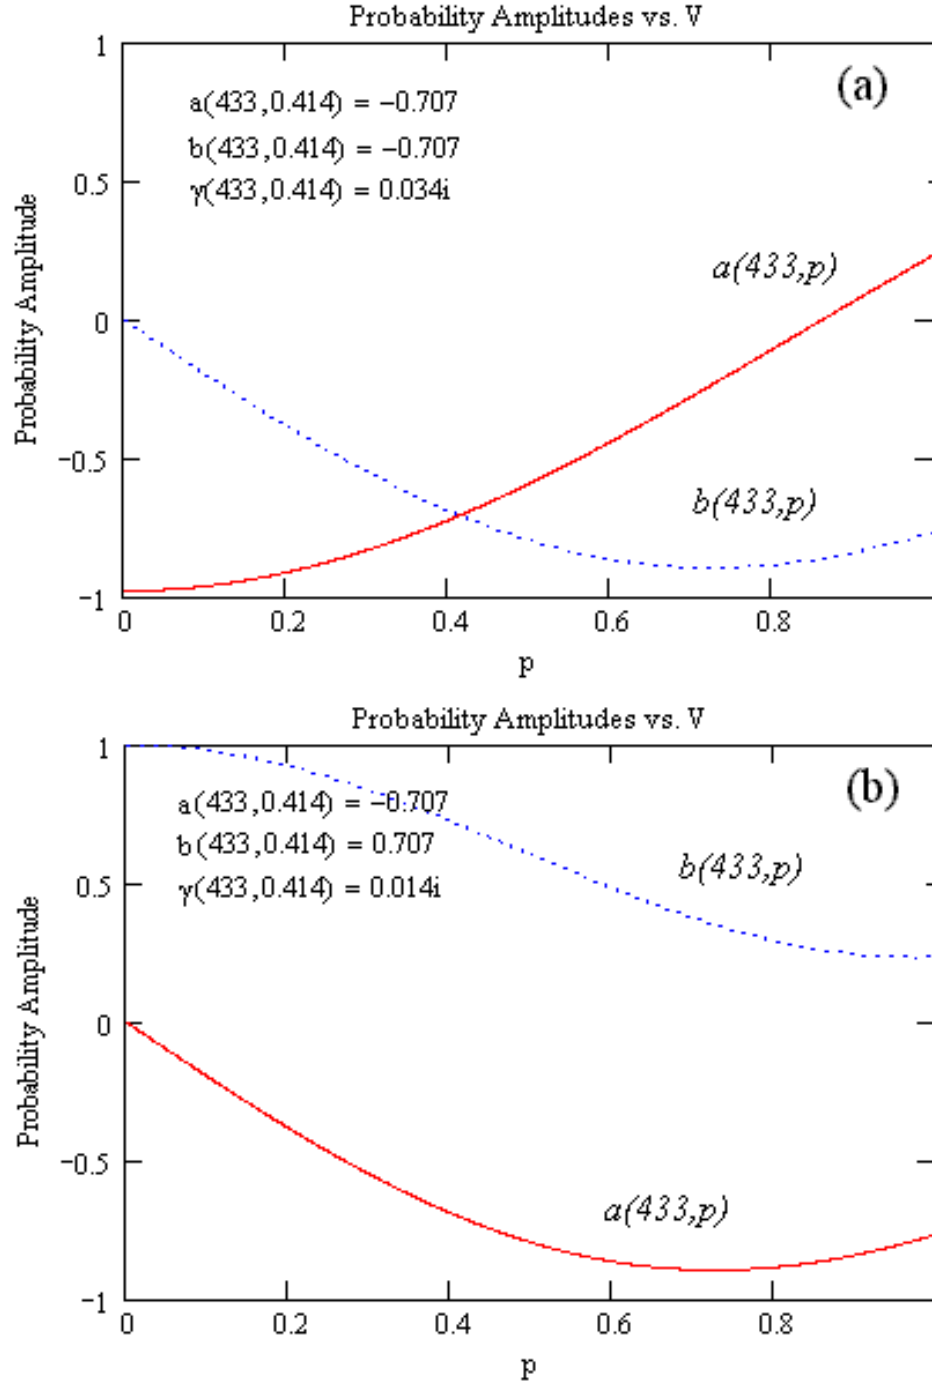 Probability Amplitudes vs. V
1
(a)
a(433,0.414) = −0.707
b(433,0.414) = −0.707
γ(433,0.414) = 0.034i
0.5
a(433,p)
Probability Amplitude
0
−0.5
b(433,p)
−1
0 0.2 0.4 0.6 0.8
p
Probability Amplitudes vs. V
1
(b)
a(433,0.414) = −0.707
b(433,0.414) = 0.707
γ(433,0.414) = 0.014i
b(433,p)
0.5
Probability Amplitude
0
−0.5
a(433,p)
−1
0 0.2 0.4 0.6 0.8
p